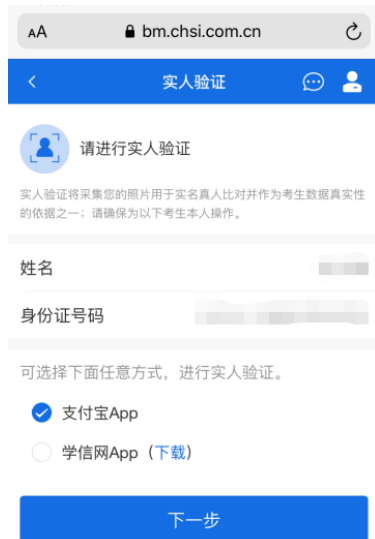 AA bm.chsi.com.cn
实人验证
请进行实人验证
实人验证将采集您的照片用于实名真人比对并作为考生数据真实性
的依据之一；请确保为以下考生本人操作。
姓名
身份证号码
可选择下面任意方式，进行实人验证。
支付宝App
学信网App（下载）
下一步